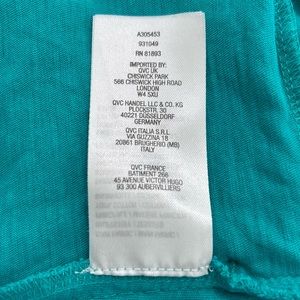 A305453
931049
RN 81893
IMPORTED BY:
QVC UK
CHISWICK PARK
566 CHISWICK HIGH ROAD
LONDON
W4 5XU
QVC HANDEL LLC & CO. KG
PLOCKSTR. 30
40221 DÜSSELDORF
GERMANY
QVC ITALIA S.R.L
VIA GUZZINA 18
20861 BRUGHERIO (MB)
ITALY
QVC FRANCE
BATIMENT 266
45 AVENUE VICTOR HUGO
93 300 AUBERVILLIERS